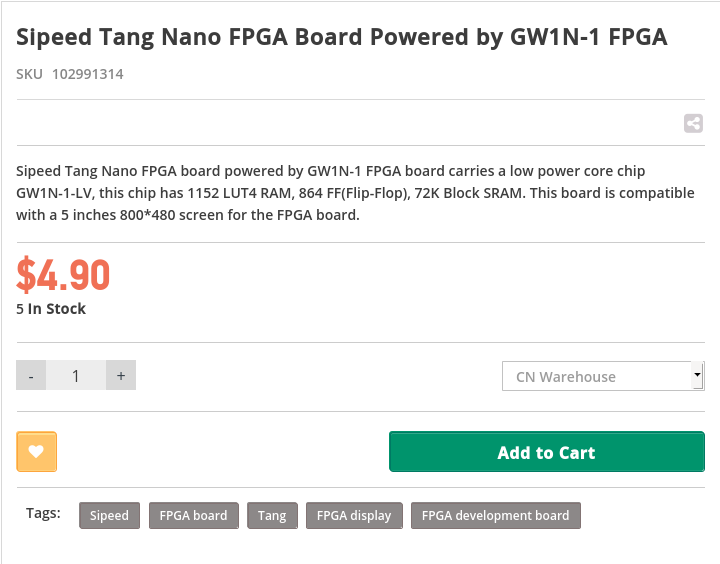 Sipeed Tang Nano FPGA Board Powered by GW1N-1 FPGA
SKU 102991314
Sipeed Tang Nano FPGA board powered by GW1N-1 FPGA board carries a low power core chip
GW1N-1-LV, this chip has 1152 LUT4 RAM, 864 FF(Flip-Flop), 72K Block SRAM. This board is compatible
with a 5 inches 800*480 screen for the FPGA board.
$4.90
5 In Stock
- 1 + CN Warehouse
Add to Cart
Tags: Sipeed FPGA board Tang FPGA display FPGA development board